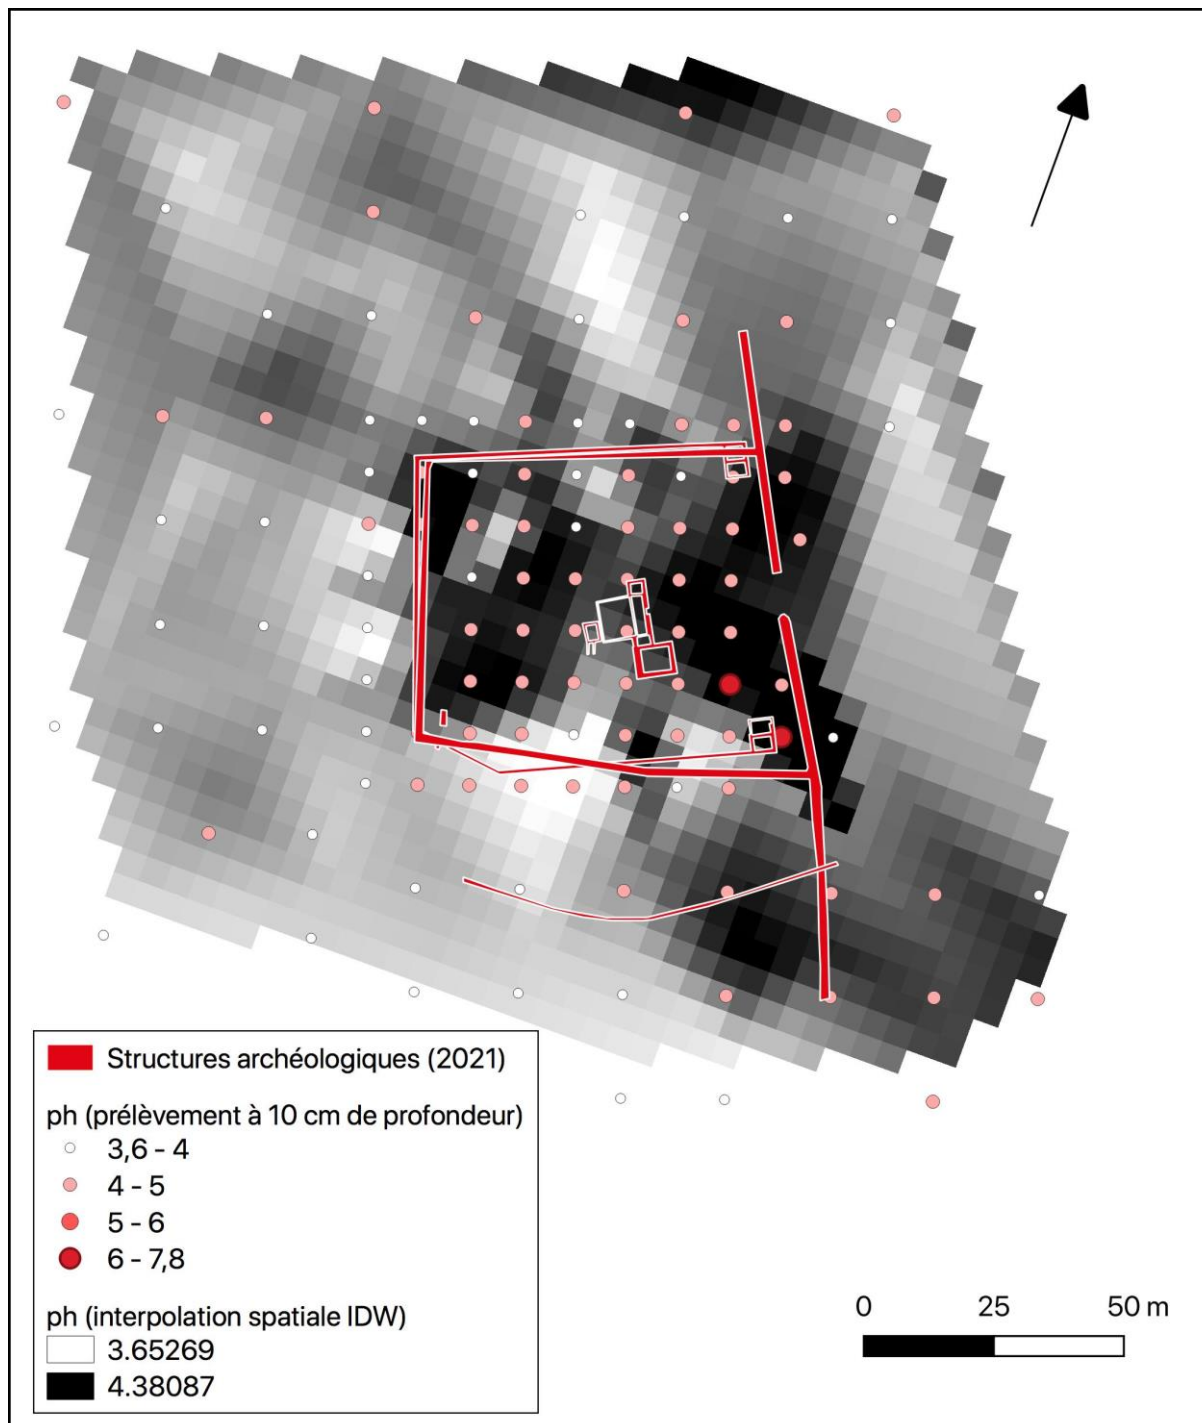 Structures archéologiques (2021)
ph (prélèvement à 10 cm de profondeur)
3,6 - 4
4 - 5
5 - 6
6 - 7,8
ph (interpolation spatiale IDW)
3.65269
4.38087
0 25 50 m